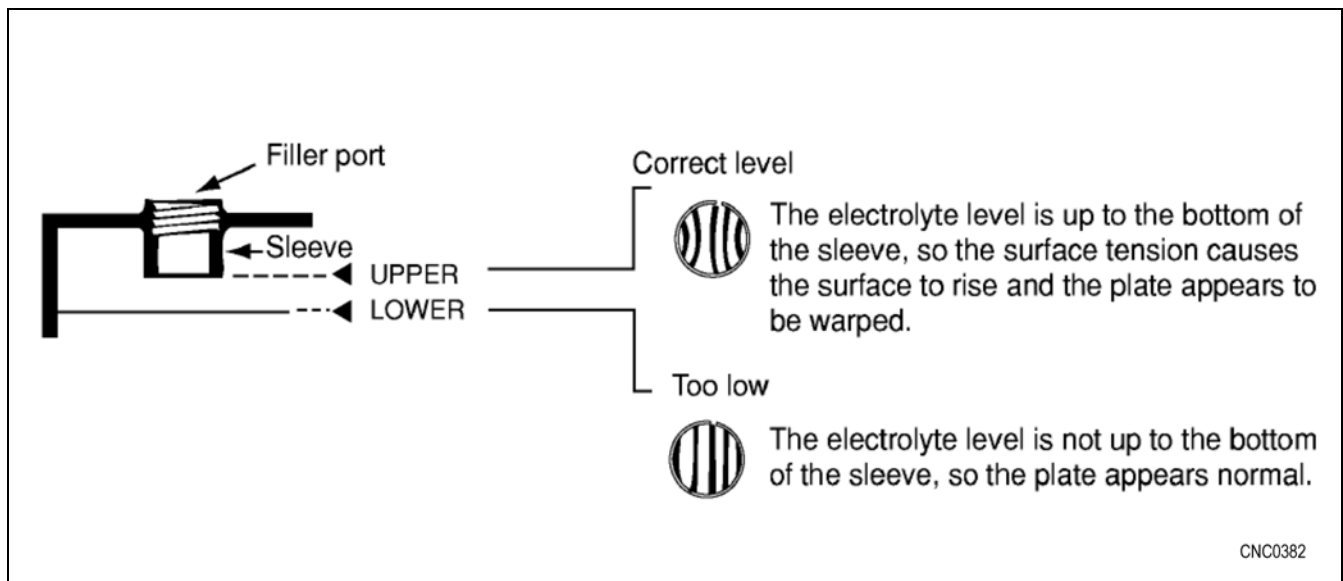 Filler port
Sleeve
UPPER
LOWER
Correct level
The electrolyte level is up to the bottom of
the sleeve, so the surface tension causes
the surface to rise and the plate appears to
be warped.
Too low
The electrolyte level is not up to the bottom
of the sleeve, so the plate appears normal.
CNC0382